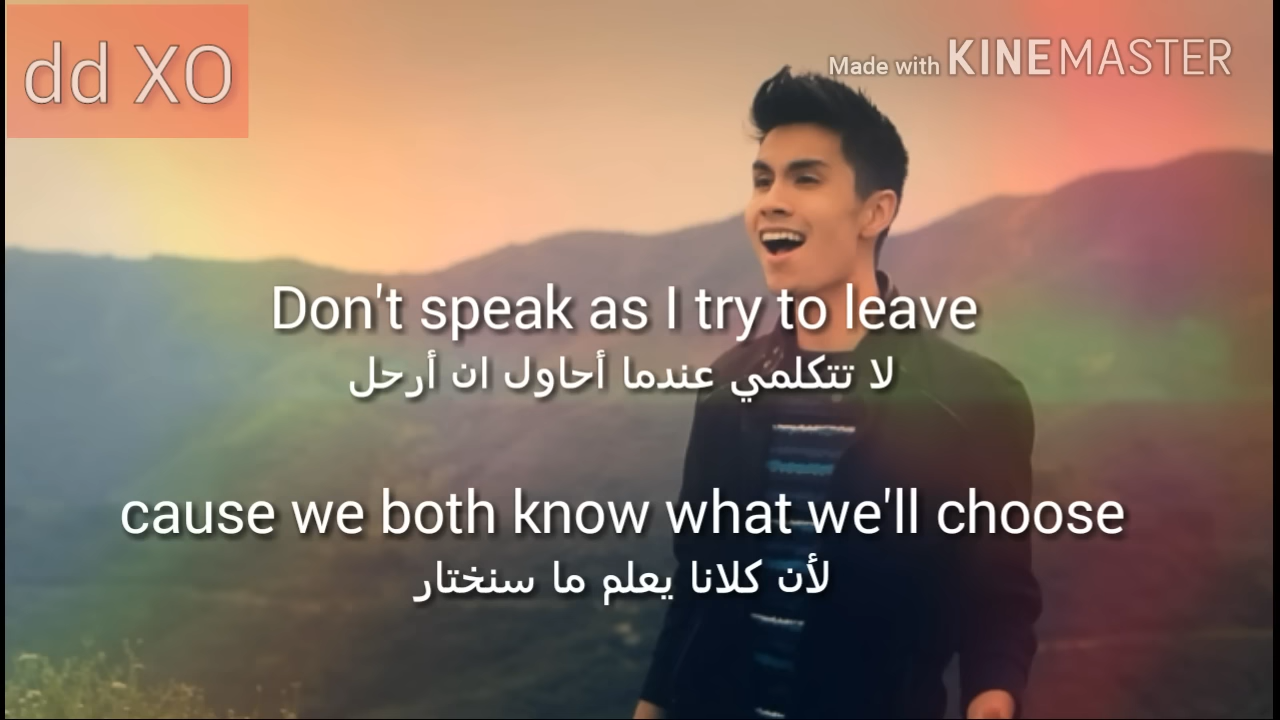 dd XO
Made with KINEMASTER
Don't speak as I try to leave
لا تتكلمي عندما أحاول ان أرحل
cause we both know what we'll choose
لأن كلانا يعلم ما سنختار